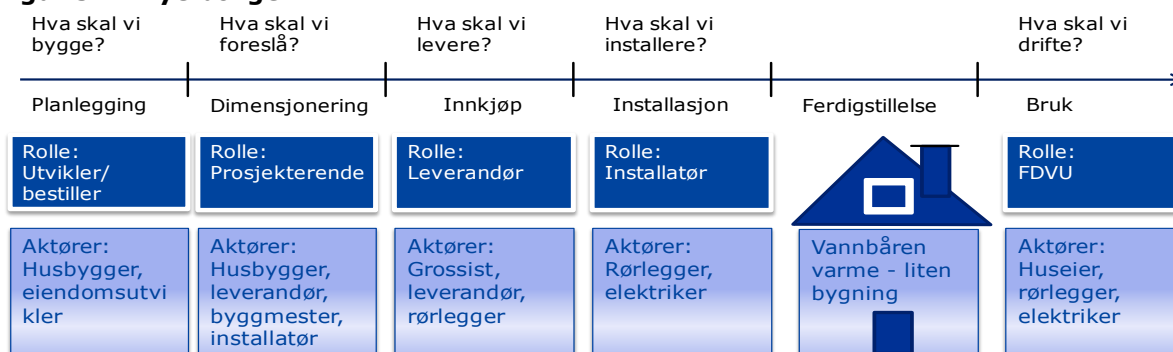 Hva skal vi
bygge?
Hva skal vi
foreslå?
Hva skal vi
levere?
Hva skal vi
installere?
Hva skal vi
drifte?
Planlegging
Dimensjonering
Innkjøp
Installasjon
Ferdigstillelse
Bruk
Rolle:
Utvikler/
bestiller
Rolle:
Prosjekterende
Rolle:
Leverandør
Rolle:
Installatør
Rolle:
FDVU
Aktører:
Husbygger,
eiendomsutvi
kler
Aktører:
Husbygger,
leverandør,
byggmester,
installatør
Aktører:
Grossist,
leverandør,
rørlegger
Aktører:
Rørlegger,
elektriker
Vannbåren
varme - liten
bygning
Aktører:
Huseier,
rørlegger,
elektriker